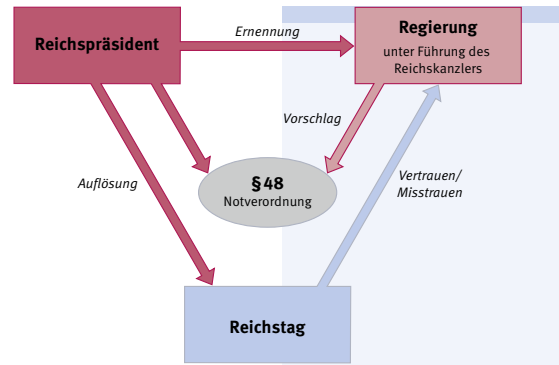 Reichspräsident
Ernennung
Regierung
unter Führung des
Reichskanzlers
Vorschlag
Auflösung
§ 48
Notverordnung
Vertrauen/
Misstrauen
Reichstag